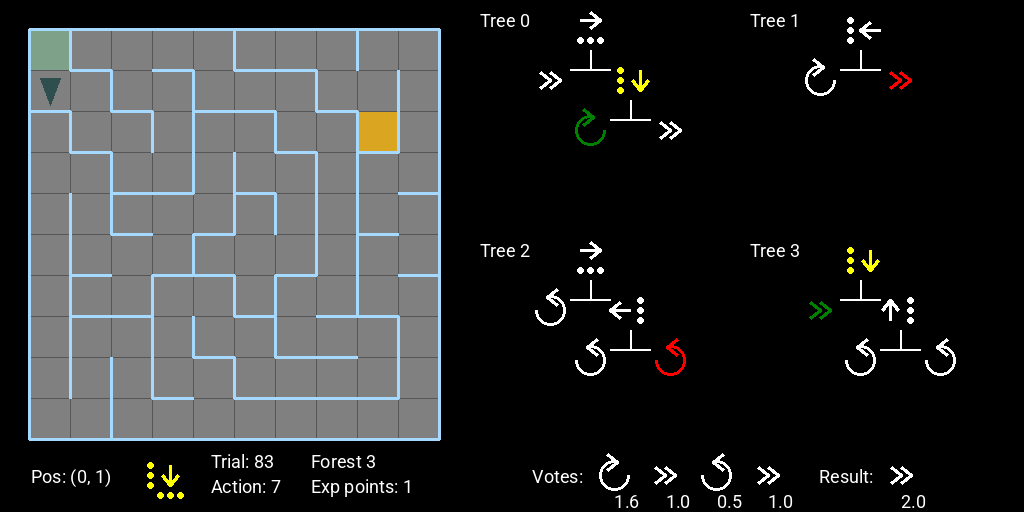 Tree 0
Tree 1
Tree 2
Tree 3
Pos: (0, 1)
Trial: 83
Forest 3
Action: 7
Exp points: 1
Votes:
1.6
1.0
0.5
1.0
Result:
2.0